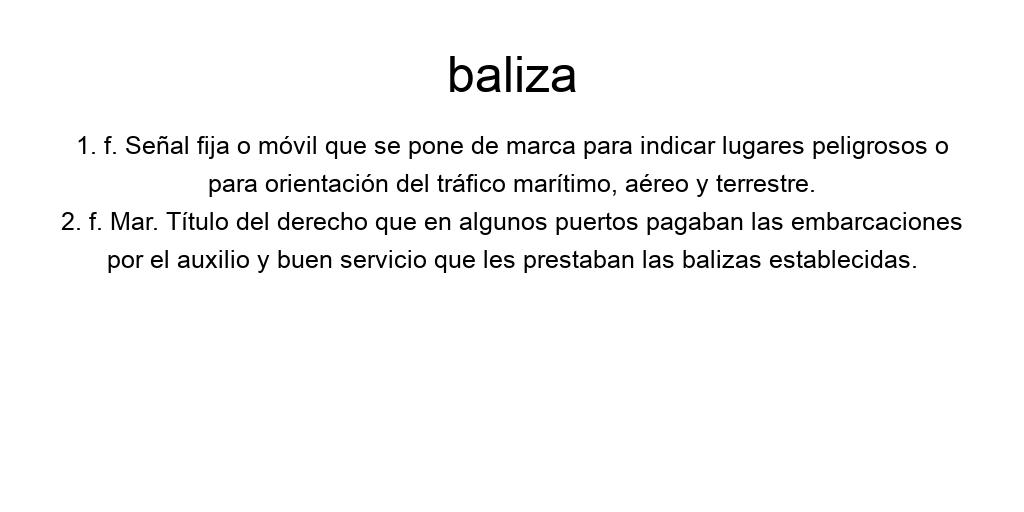 baliza
1. f. Señal fija o móvil que se pone de marca para indicar lugares peligrosos o
para orientación del tráfico marítimo, aéreo y terrestre.
2. f. Mar. Título del derecho que en algunos puertos pagaban las embarcaciones
por el auxilio y buen servicio que les prestaban las balizas establecidas.